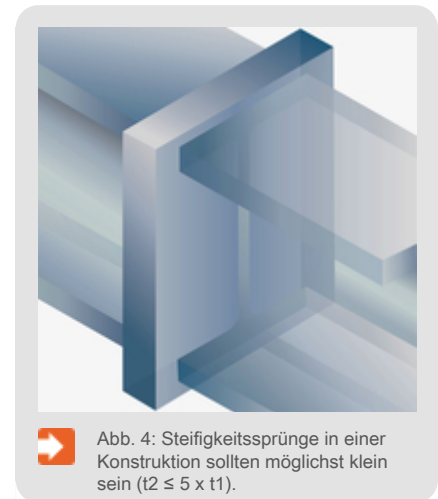 Abb. 4: Steifigkeitssprünge in einer
Konstruktion sollten möglichst klein
sein (t2 ≤ 5 x t1).